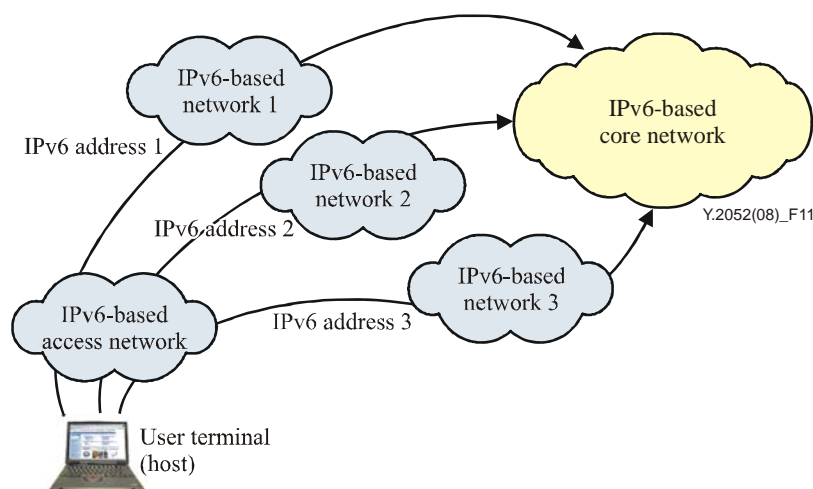 IPv6-based
network 1
IPv6-based
core network
IPv6 address 1
IPv6-based
network 2
Y.2052(08)_F11
IPv6 address 2
IPv6-based
network 3
IPv6-based
access network
IPv6 address 3
User terminal
(host)